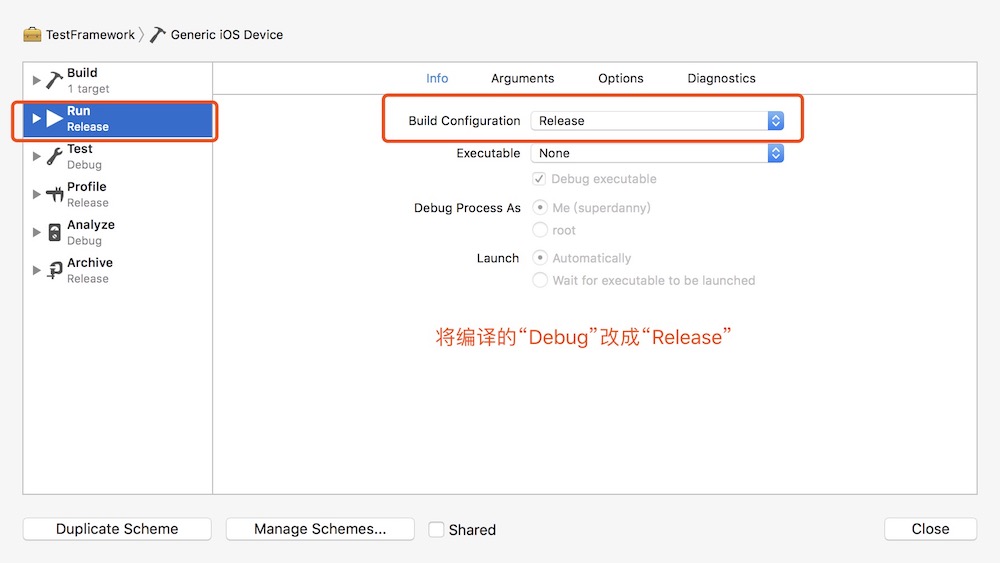 TestFramework 〉 Generic iOS Device
Build
1 target
Run
Release
Test
Debug
Profile
Release
Analyze
Debug
Archive
Release
Info Arguments Options Diagnostics
Build Configuration Release
Executable None
Debug executable
Debug Process As Me (superdanny)
root
Launch Automatically
Wait for executable to be launched
将编译的“Debug”改成“Release”
Duplicate Scheme Manage Schemes... Shared Close